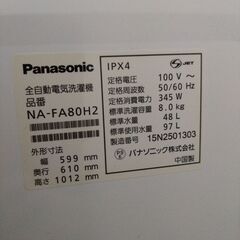 Panasonic
全自動電気洗濯機
品番
NA-FA80H2
外形寸法
幅 599 mm
奥行 610 mm
高さ 1012 mm
IPX4
JET
定格電圧 100 V ~
定格周波数 50/60 Hz
定格消費電力 345 W
標準洗濯容量 8.0kg
標準水量 48 L
標準使用水量 97 L
製造番号 15N2501303
パナソニック株式会社
中国製